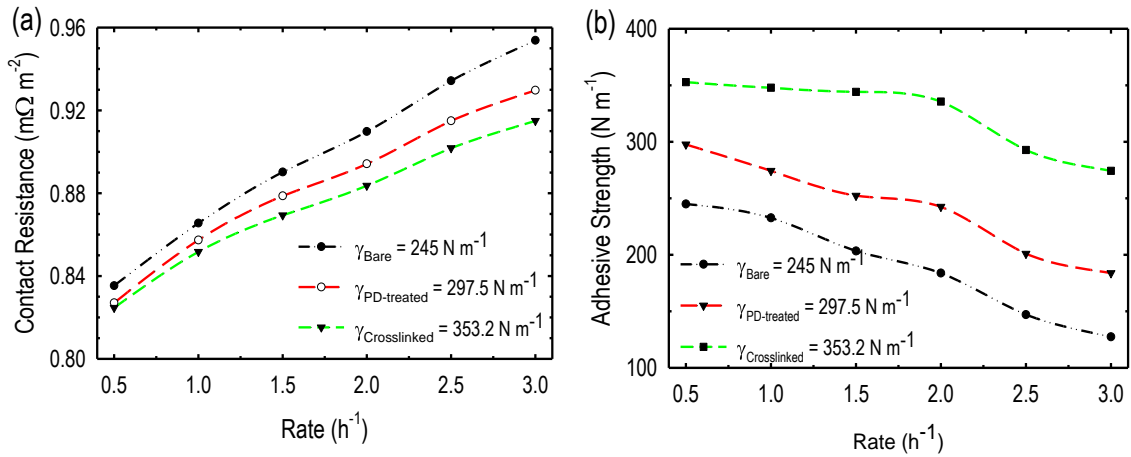 (a)
0.96
0.92
0.88
0.84
0.80
Contact Resistance (mΩ m⁻²)
γBare = 245 N m⁻¹
γPD-treated = 297.5 N m⁻¹
γCrosslinked = 353.2 N m⁻¹
0.5 1.0 1.5 2.0 2.5 3.0
Rate (h⁻¹)
(b)
400
300
200
100
Adhesive Strength (N m⁻¹)
γBare = 245 N m⁻¹
γPD-treated = 297.5 N m⁻¹
γCrosslinked = 353.2 N m⁻¹
0.5 1.0 1.5 2.0 2.5 3.0
Rate (h⁻¹)